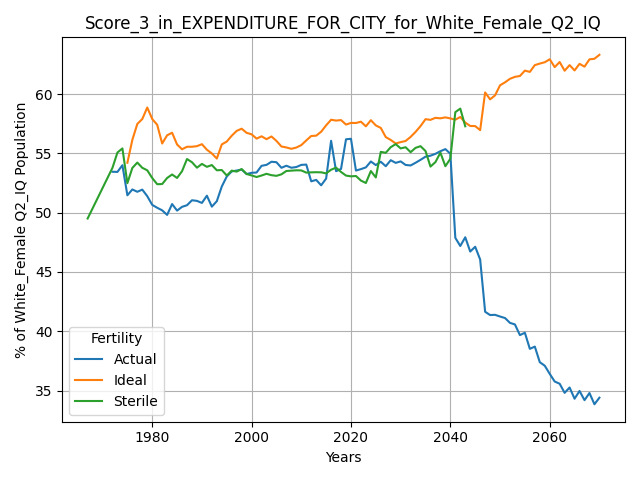 Score_3_in_EXPENDITURE_FOR_CITY_for_White_Female_Q2_IQ
% of White_Female Q2_IQ Population
60
55
50
45
40
35
Fertility
Actual
Ideal
Sterile
1980 2000 2020 2040 2060
Years